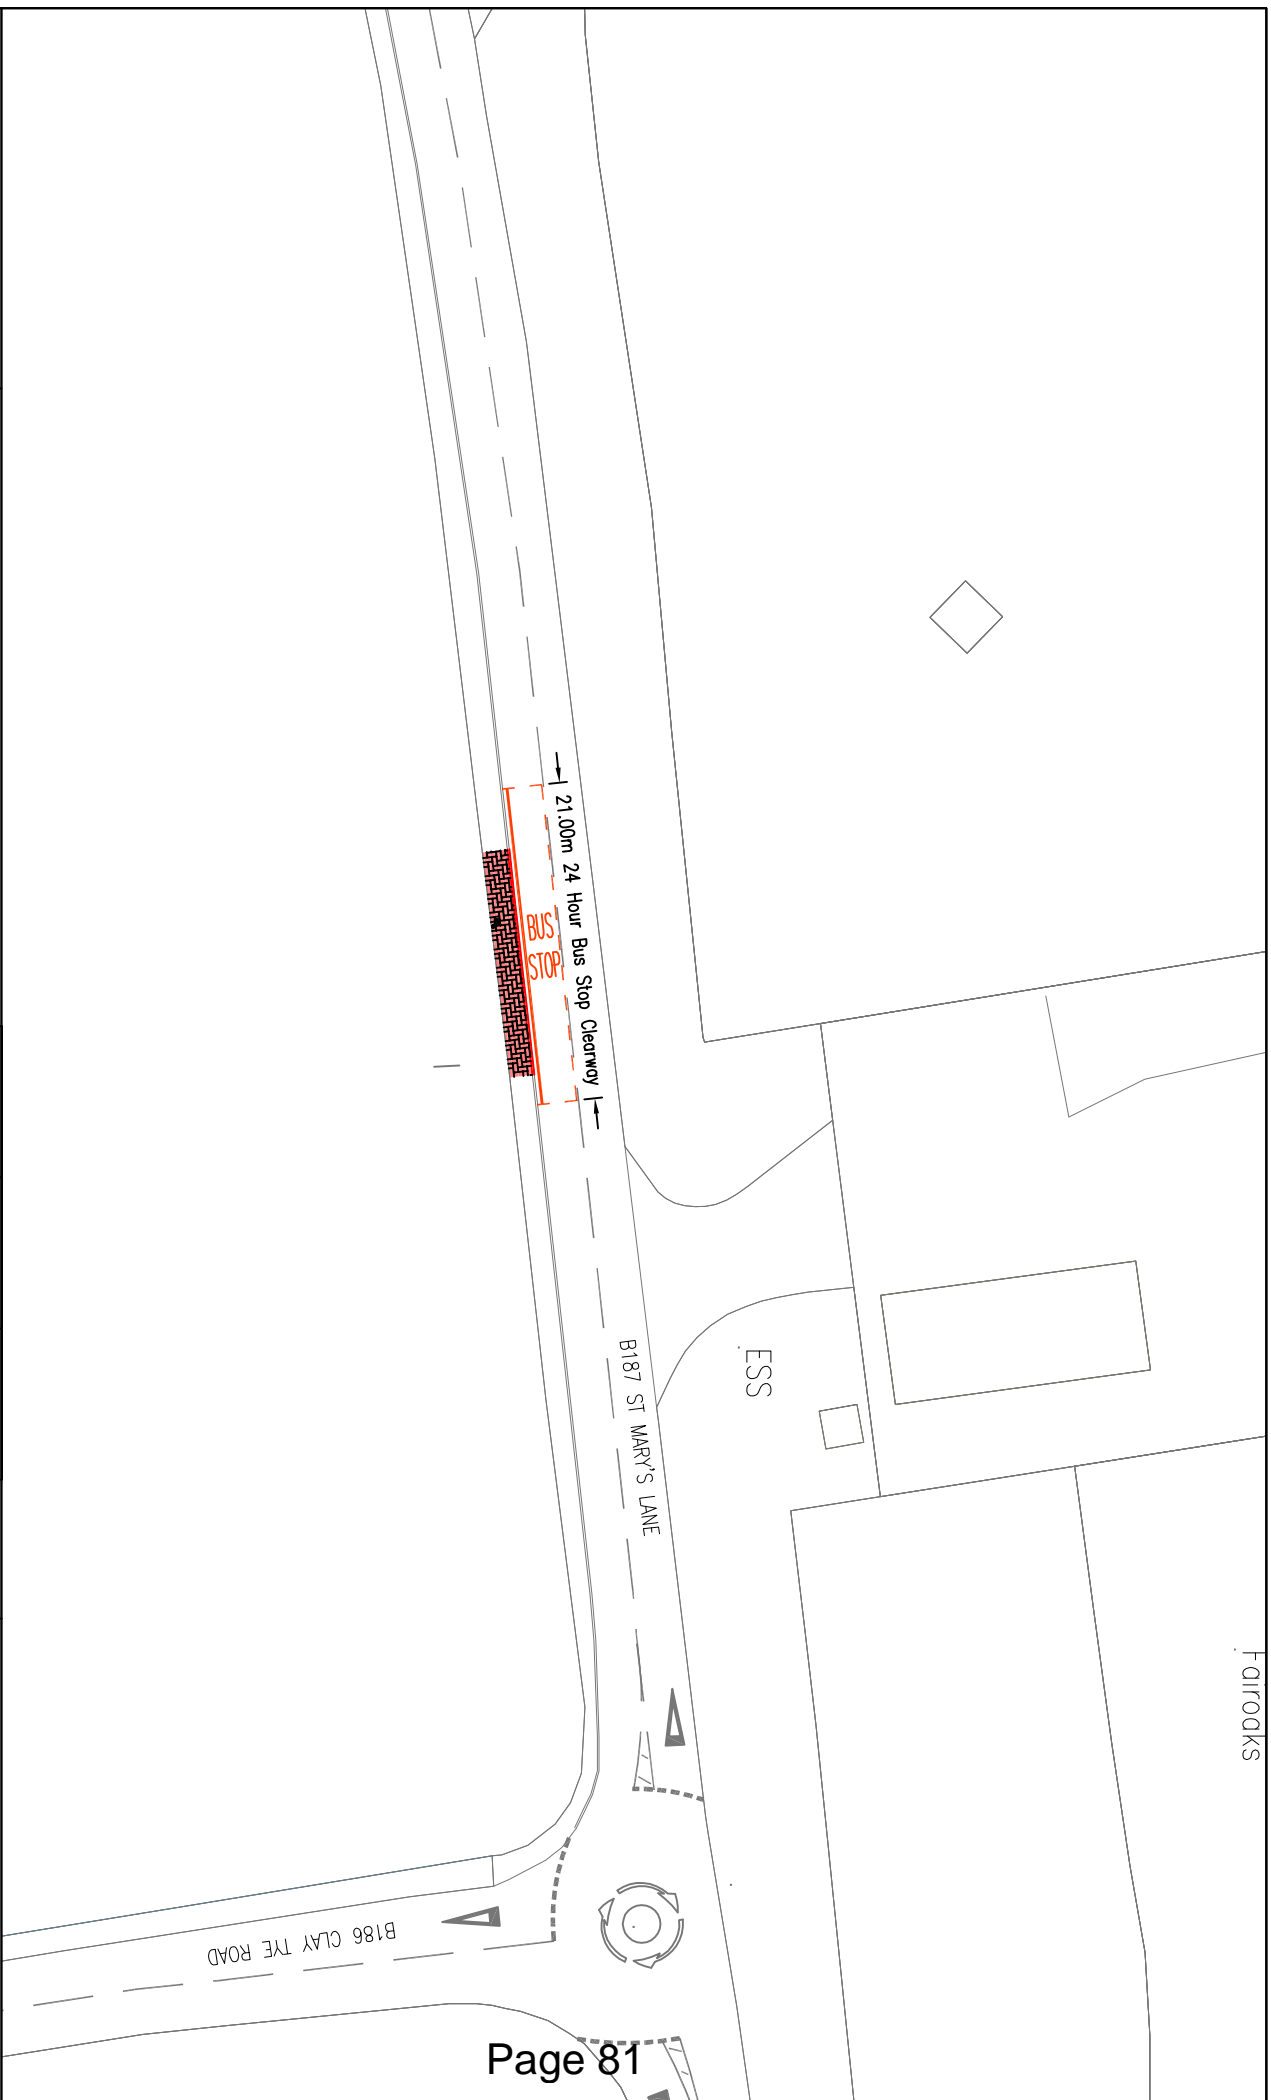 21.00m 24 Hour Bus Stop Clearway
BUS
STOP
ESS
B187 ST MARY'S LANE
Fairoaks
B186 CLAY TYE ROAD
Page 81